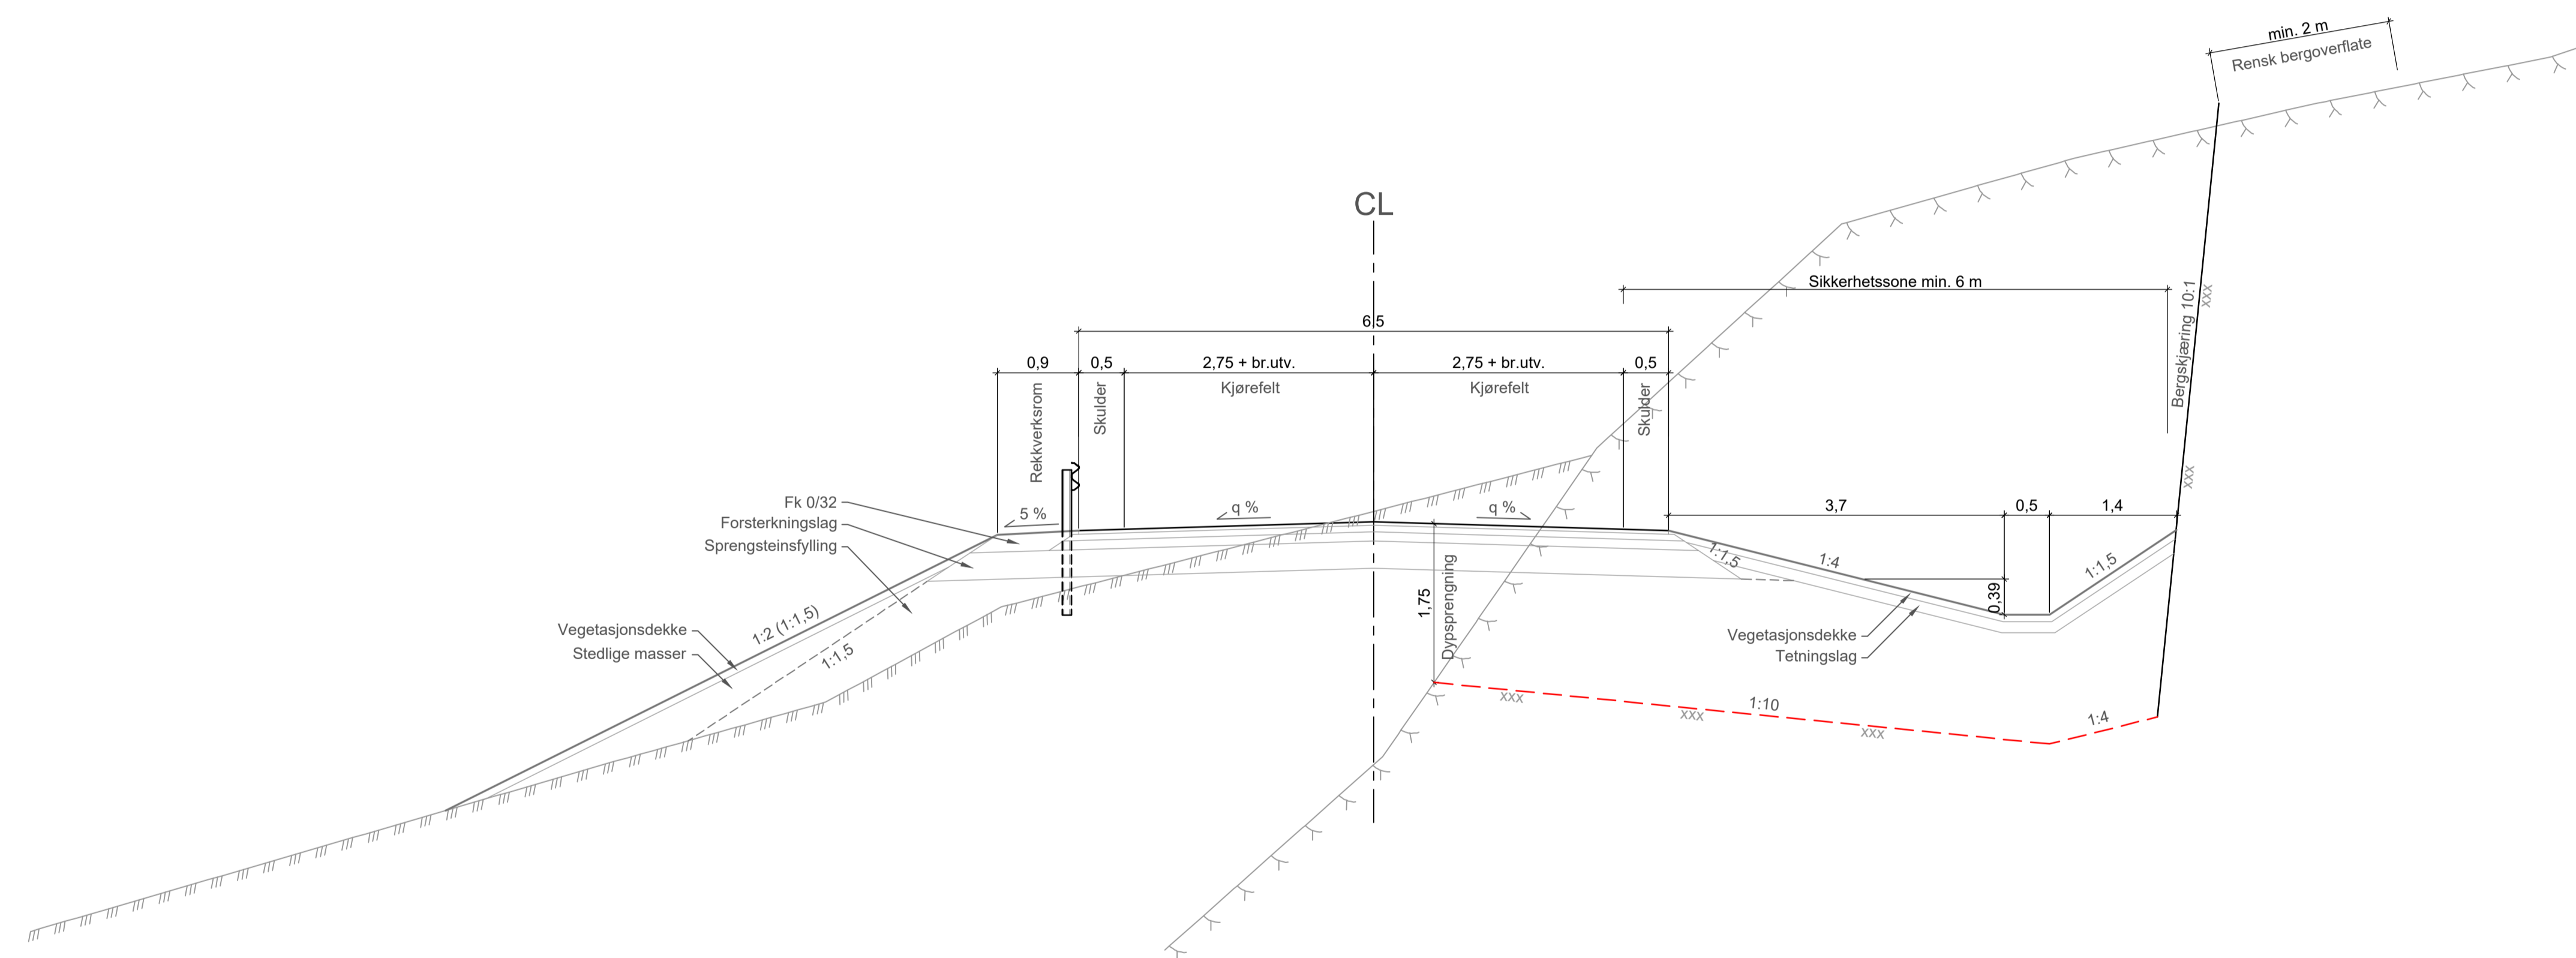 min. 2 m
Rensk bergoverflate
CL
Sikkerhetssone min. 6 m
Bergskjæring 10:1
xxx
6,5
0,9
0,5
2,75 + br.utv.
2,75 + br.utv.
0,5
Rekkverksrom
Skulder
Kjørefelt
Kjørefelt
Skulder
xxx
Fk 0/32
Forsterkningslag
Sprengsteinsfylling
5 %
q %
q %
3,7
0,5
1,4
1:1,5
1:4
1:1,5
1,75
Dypsprengning
0,39
Vegetasjonsdekke
Stedlige masser
1:2 (1:1,5)
1:1,5
Vegetasjonsdekke
Tetningslag
xxx
xxx
1:10
xxx
1:4